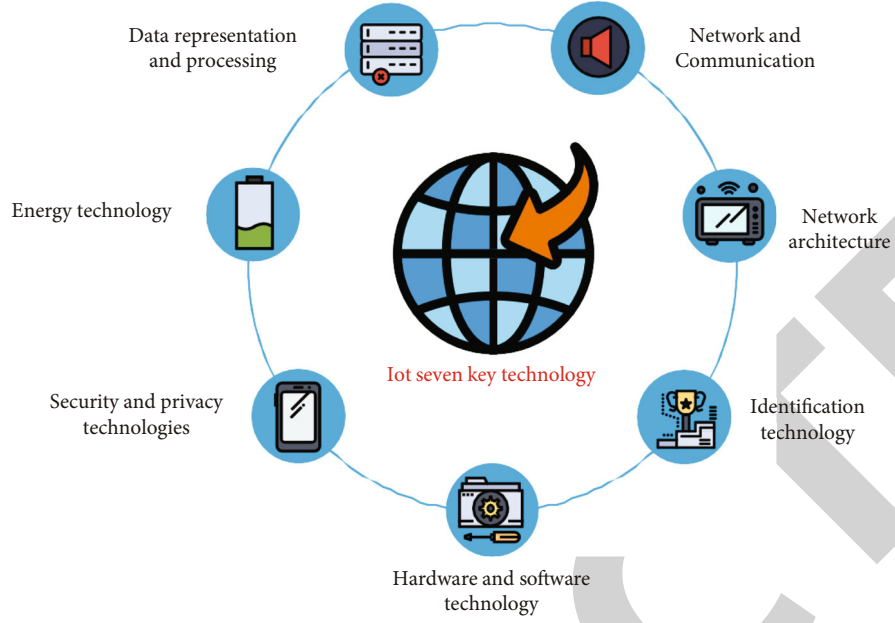 Data representation
and processing
Network and
Communication
Energy technology
Network
architecture
Iot seven key technology
Security and privacy
technologies
Identification
technology
Hardware and software
technology